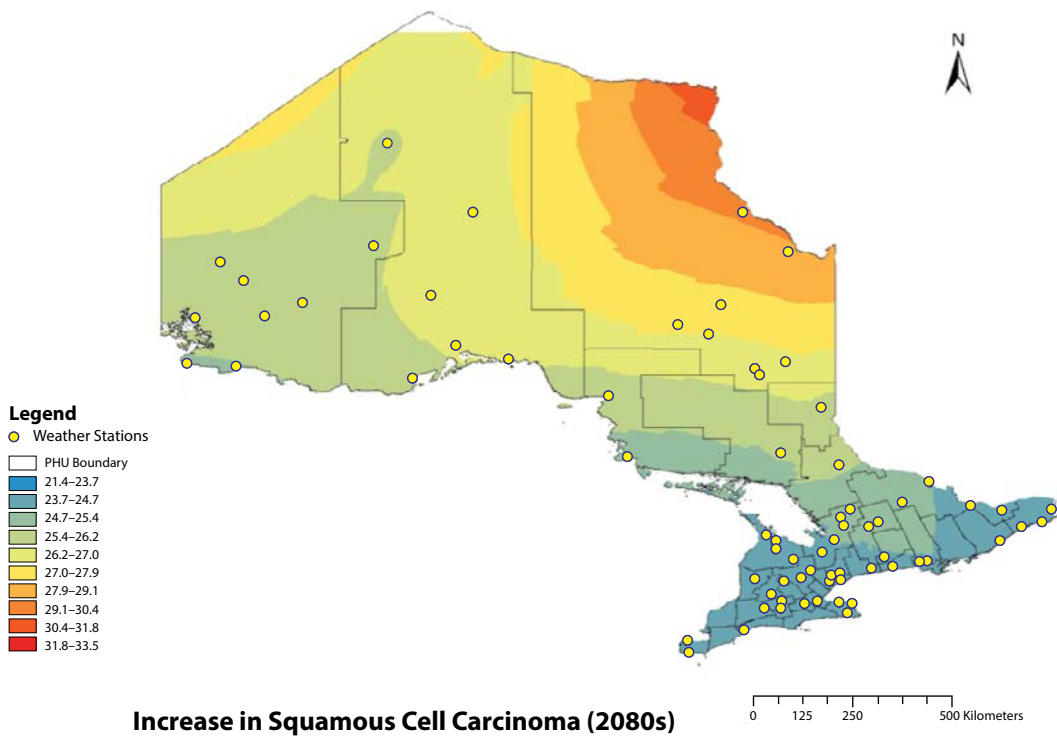 N
Legend
Weather Stations
PHU Boundary
21.4–23.7
23.7–24.7
24.7–25.4
25.4–26.2
26.2–27.0
27.0–27.9
27.9–29.1
29.1–30.4
30.4–31.8
31.8–33.5
Increase in Squamous Cell Carcinoma (2080s)
0 125 250 500 Kilometers